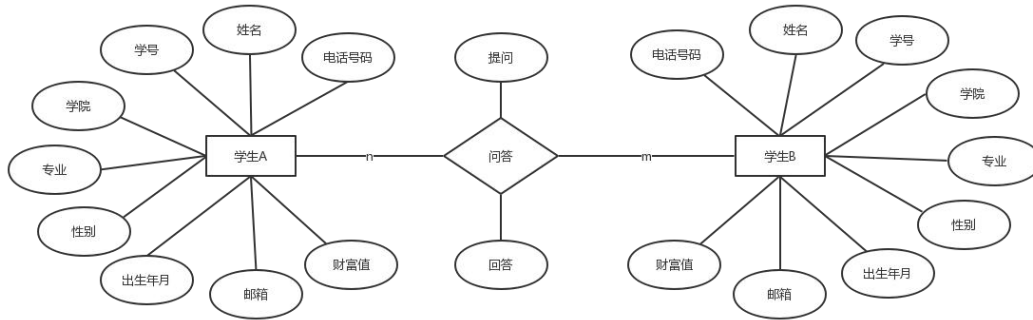 姓名
学号
电话号码
学院
专业
性别
出生年月
邮箱
财富值
学生A
n
提问
问答
回答
m
学生B
电话号码
姓名
学号
学院
专业
性别
出生年月
邮箱
财富值